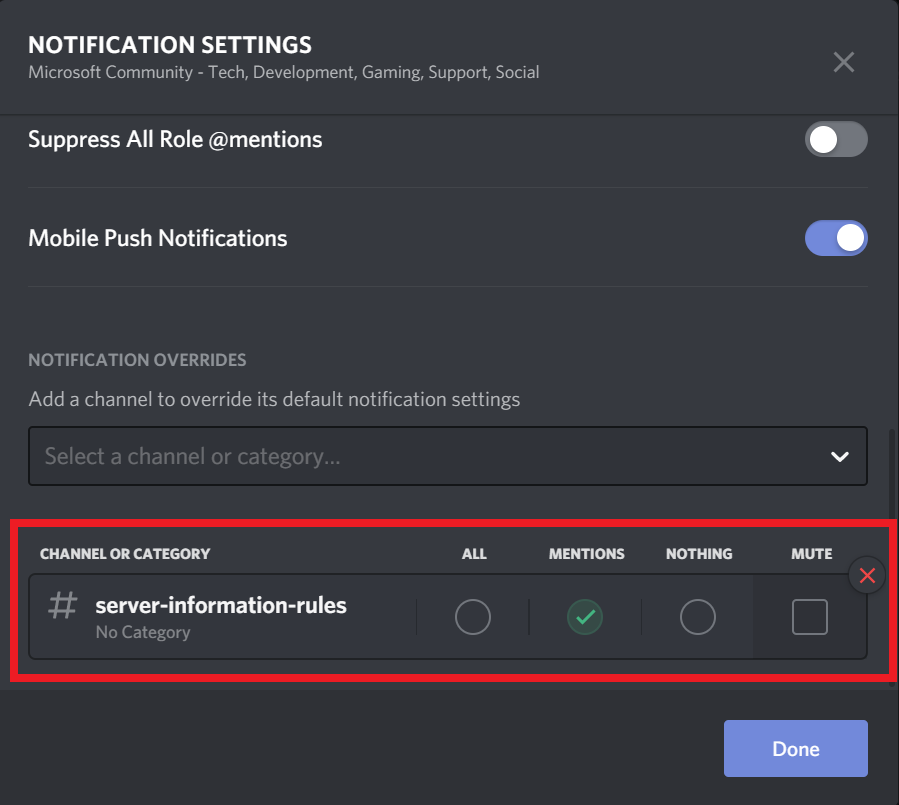 NOTIFICATION SETTINGS
Microsoft Community - Tech, Development, Gaming, Support, Social
Suppress All Role @mentions
Mobile Push Notifications
NOTIFICATION OVERRIDES
Add a channel to override its default notification settings
Select a channel or category...
CHANNEL OR CATEGORY ALL MENTIONS NOTHING MUTE
# server-information-rules
No Category
Done